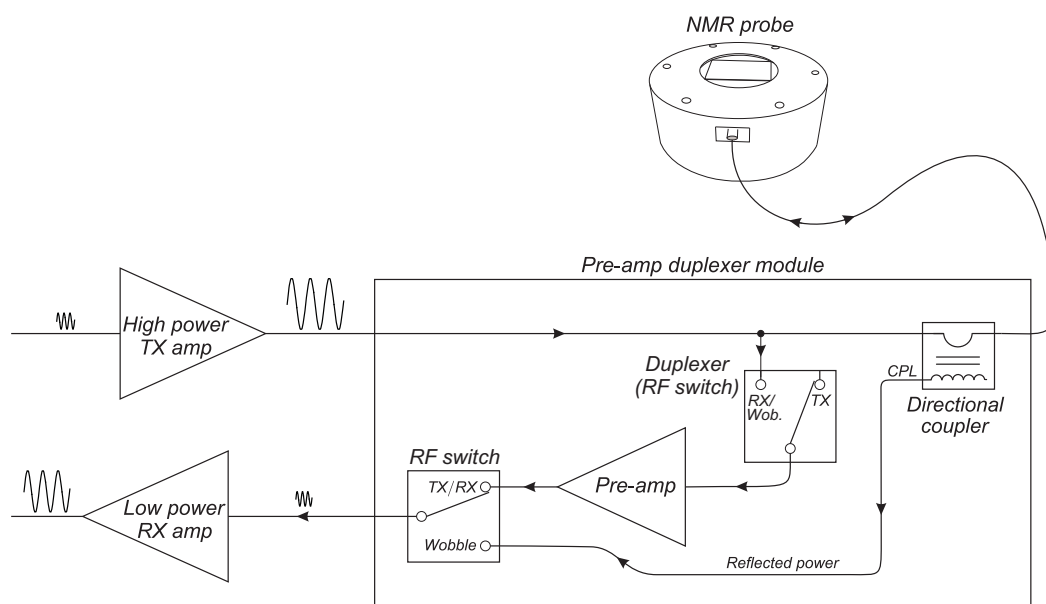 NMR probe
Pre-amp duplexer module
High power
TX amp
Duplexer
(RF switch)
RX/
Wob.
TX
CPL
Directional
coupler
RF switch
TX/RX
Pre-amp
Low power
RX amp
Wobble
Reflected power